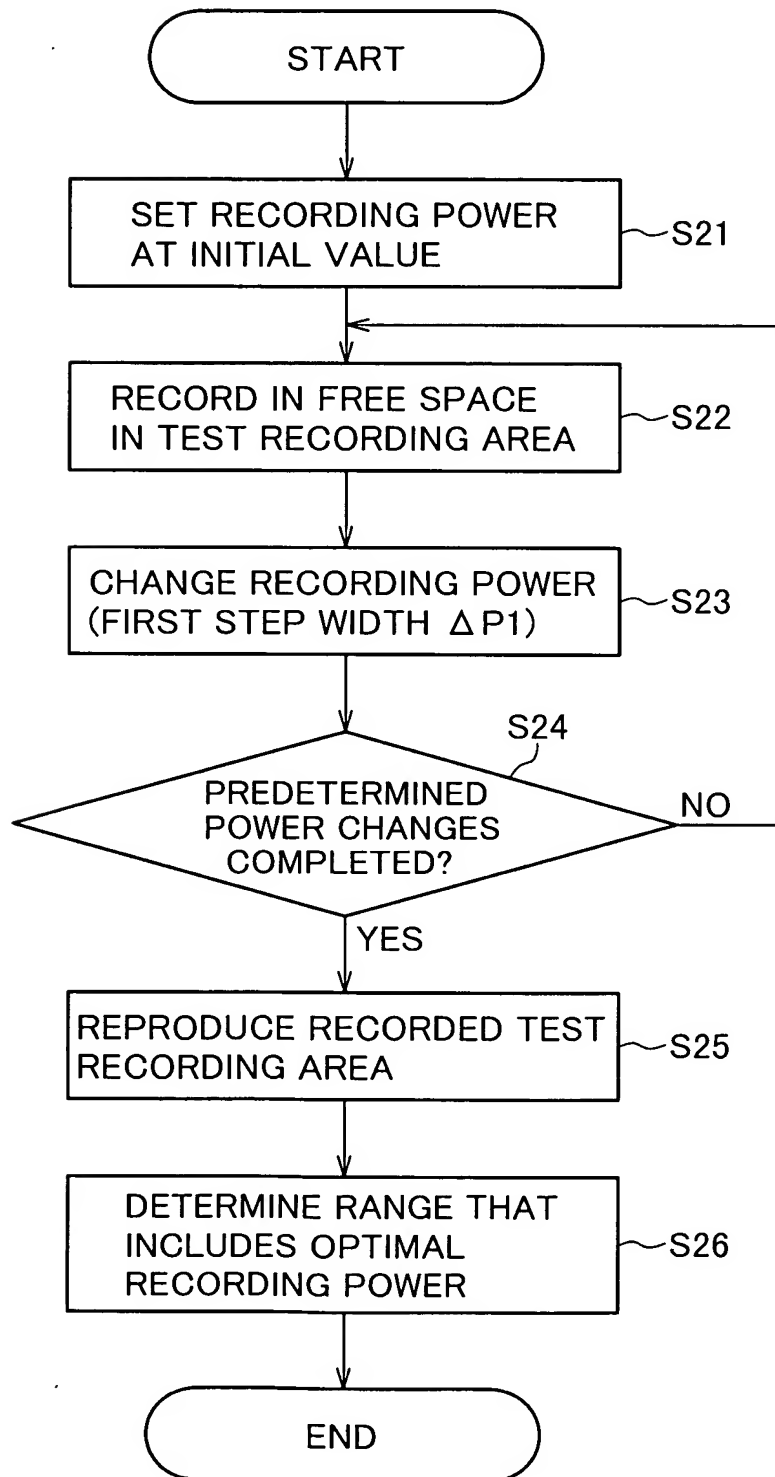 START
SET RECORDING POWER
AT INITIAL VALUE
S21
RECORD IN FREE SPACE
IN TEST RECORDING AREA
S22
CHANGE RECORDING POWER
(FIRST STEP WIDTH ΔP1)
S23
S24
PREDETERMINED
POWER CHANGES
COMPLETED?
NO
YES
REPRODUCE RECORDED TEST
RECORDING AREA
S25
DETERMINE RANGE THAT
INCLUDES OPTIMAL
RECORDING POWER
S26
END